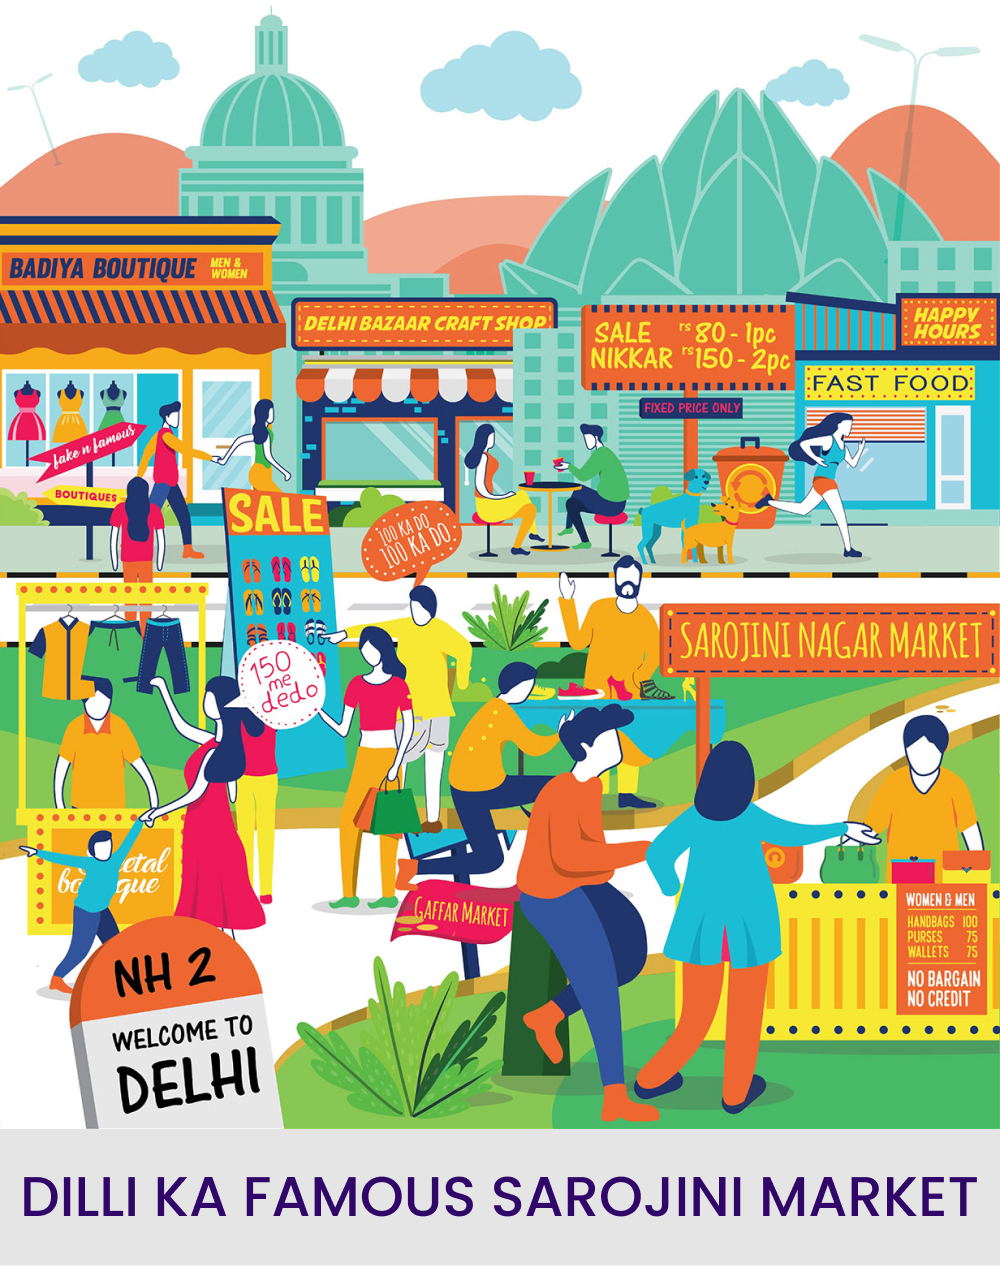 BADIYA BOUTIQUE
MEN &
WOMEN
DELHI BAZAAR CRAFT SHOP
SALE rs 80 - 1pc
NIKKAR rs 150 - 2pc
FIXED PRICE ONLY
HAPPY
HOURS
FAST FOOD
fake n famous
BOUTIQUES
SALE
100 KA DO
100 KA DO!
150
me
dedo
SAROJINI NAGAR MARKET
etal
bo que
GAFFAR MARKET
WOMEN & MEN
HANDBAGS 100
PURSES 75
WALLETS 75
NO BARGAIN
NO CREDIT
NH 2
WELCOME TO
DELHI
DILLI KA FAMOUS SAROJINI MARKET